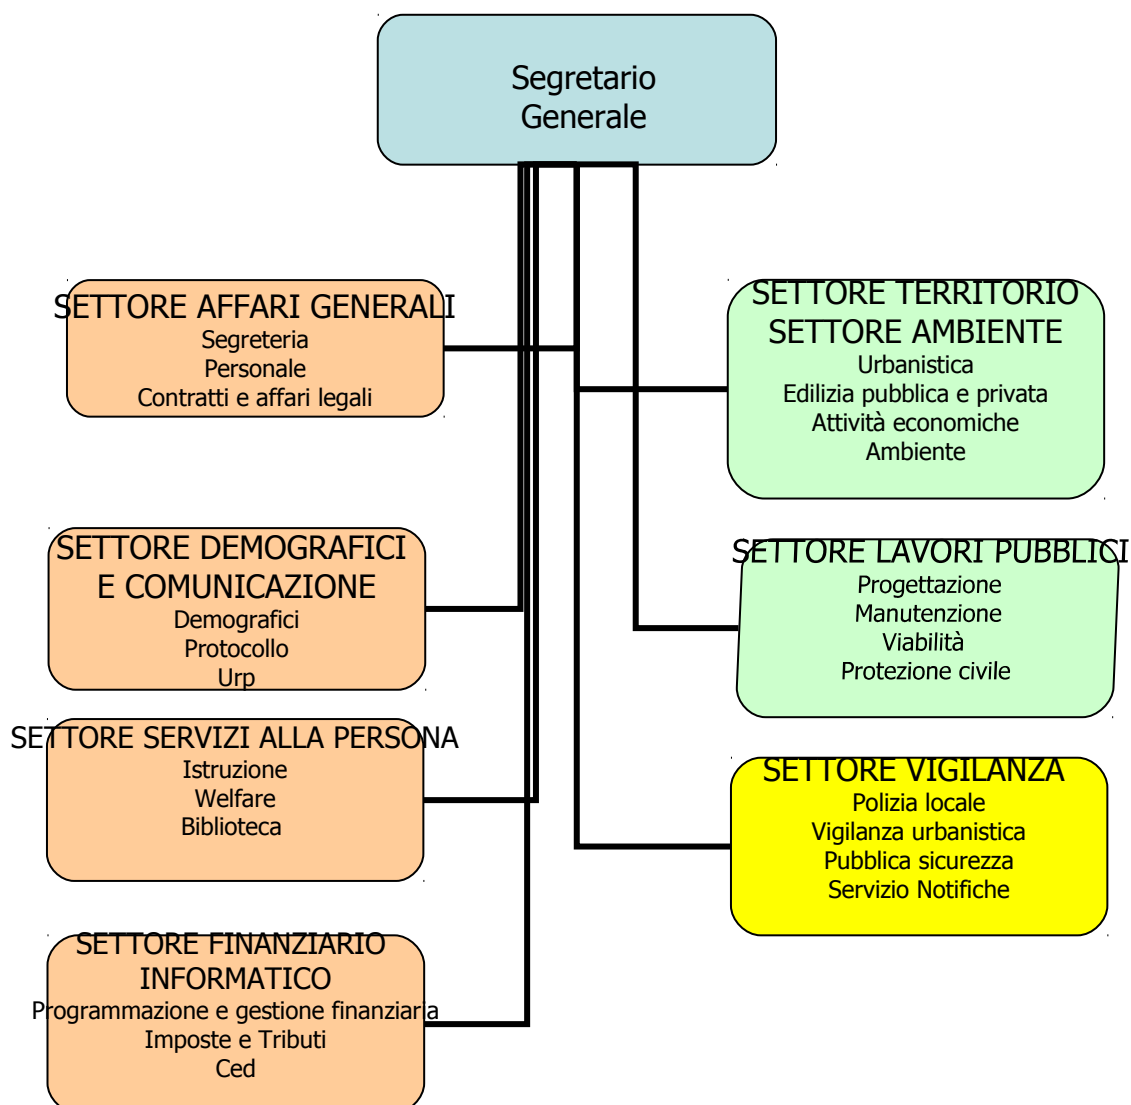 Segretario
Generale
SETTORE AFFARI GENERALI
Segreteria
Personale
Contratti e affari legali
SETTORE TERRITORIO
SETTORE AMBIENTE
Urbanistica
Edilizia pubblica e privata
Attività economiche
Ambiente
SETTORE DEMOGRAFICI
E COMUNICAZIONE
Demografici
Protocollo
Urp
SETTORE LAVORI PUBBLICI
Progettazione
Manutenzione
Viabilità
Protezione civile
SETTORE SERVIZI ALLA PERSONA
Istruzione
Welfare
Biblioteca
SETTORE VIGILANZA
Polizia locale
Vigilanza urbanistica
Pubblica sicurezza
Servizio Notifiche
SETTORE FINANZIARIO
INFORMATICO
Programmazione e gestione finanziaria
Imposte e Tributi
Ced